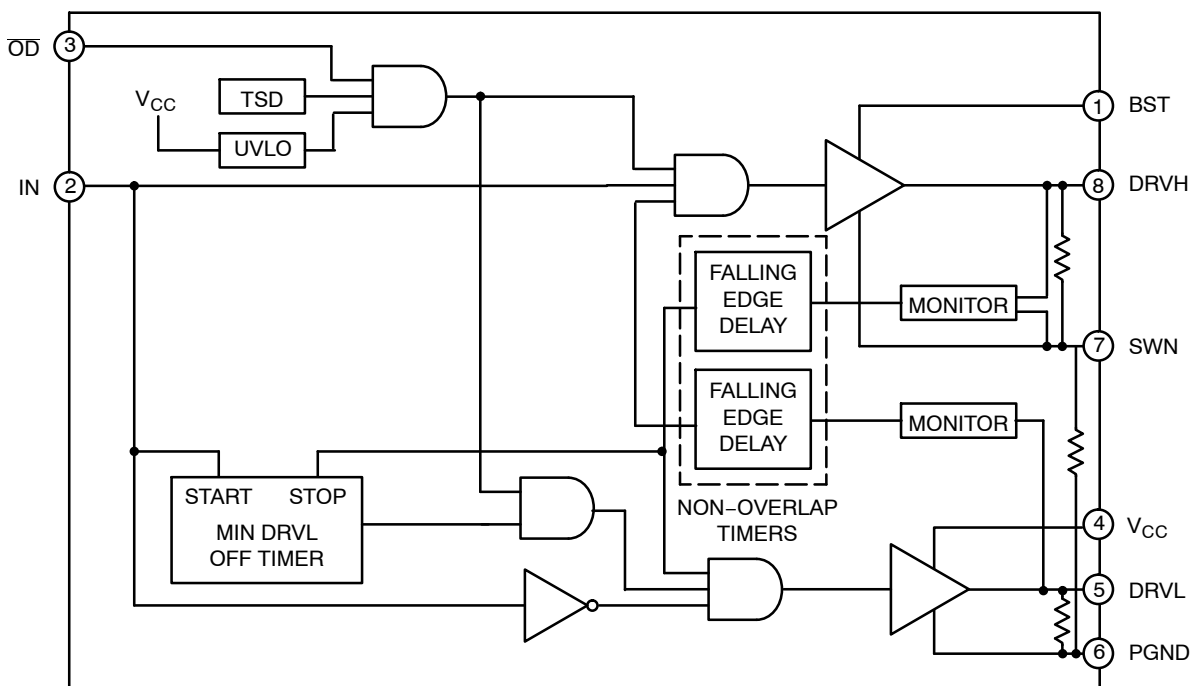 OD
3
VCC
TSD
UVLO
1
BST
IN
2
8
DRVH
FALLING
EDGE
DELAY
MONITOR
7
SWN
FALLING
EDGE
DELAY
MONITOR
START
STOP
MIN DRVL
OFF TIMER
NON−OVERLAP
TIMERS
4
VCC
5
DRVL
6
PGND